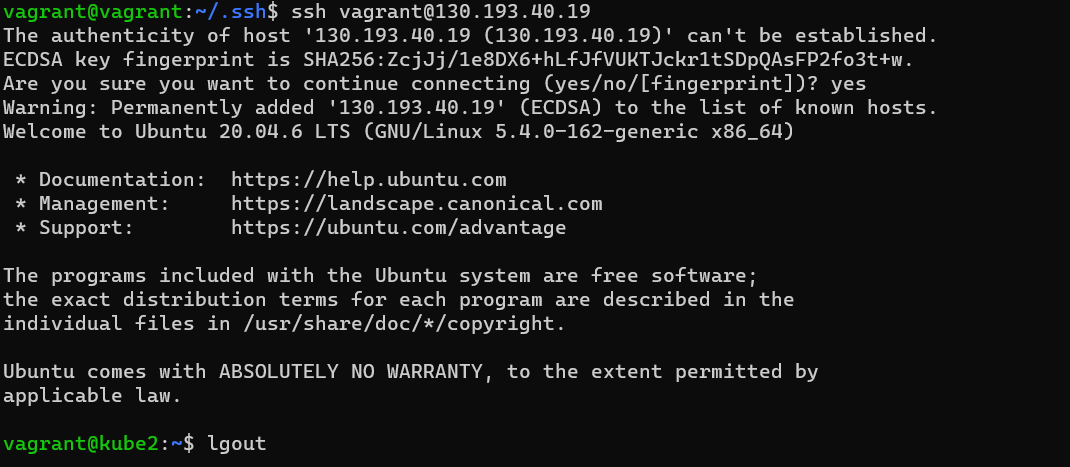 vagrant@vagrant:~/.ssh$ ssh vagrant@130.193.40.19
The authenticity of host '130.193.40.19 (130.193.40.19)' can't be established.
ECDSA key fingerprint is SHA256:ZcjJj/1e8DX6+hLfJfVUKTJckr1tSDpQAsFP2fo3t+w.
Are you sure you want to continue connecting (yes/no/[fingerprint])? yes
Warning: Permanently added '130.193.40.19' (ECDSA) to the list of known hosts.
Welcome to Ubuntu 20.04.6 LTS (GNU/Linux 5.4.0-162-generic x86_64)
* Documentation: https://help.ubuntu.com
* Management: https://landscape.canonical.com
* Support: https://ubuntu.com/advantage
The programs included with the Ubuntu system are free software;
the exact distribution terms for each program are described in the
individual files in /usr/share/doc/*/copyright.
Ubuntu comes with ABSOLUTELY NO WARRANTY, to the extent permitted by
applicable law.
vagrant@kube2:~$ lgout